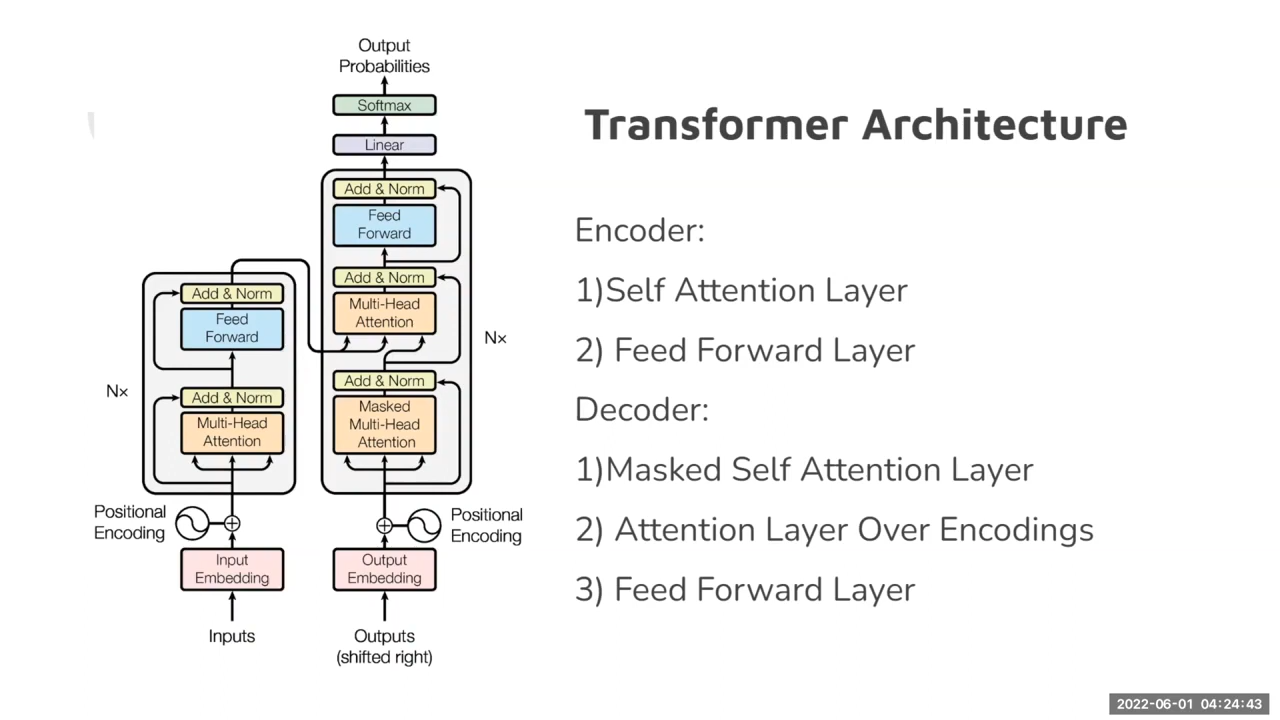 Output
Probabilities
Softmax
Linear
Add & Norm
Feed
Forward
Add & Norm
Multi-Head
Attention
Add & Norm
Masked
Multi-Head
Attention
Nx
Add & Norm
Feed
Forward
Add & Norm
Multi-Head
Attention
Nx
Positional
Encoding
Positional
Encoding
Input
Embedding
Output
Embedding
Inputs
Outputs
(shifted right)
Transformer Architecture
Encoder:
1)Self Attention Layer
2) Feed Forward Layer
Decoder:
1)Masked Self Attention Layer
2) Attention Layer Over Encodings
3) Feed Forward Layer
2022-06-01 04:24:43